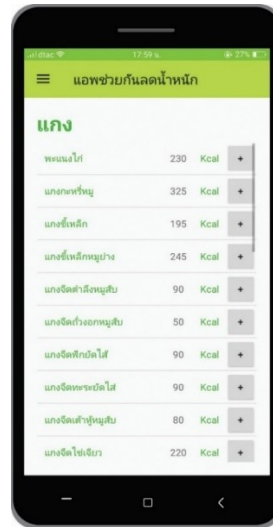 dtac 17:59 น. 27%
แอพช่วยกันลดน้ำหนัก
แกง
พะแนงไก่ 230 Kcal +
แกงกะหรี่หมู 325 Kcal +
แกงขี้เหล็ก 195 Kcal +
แกงขี้เหล็กหมูย่าง 245 Kcal +
แกงจืดตำลึงหมูสับ 90 Kcal +
แกงจืดถั่วงอกหมูสับ 50 Kcal +
แกงจืดฟักยัดไส้ 90 Kcal +
แกงจืดมะระยัดไส่ 90 Kcal +
แกงจืดเต้าหู้หมูสับ 80 Kcal +
แกงจืดไข่เจียว 220 Kcal +